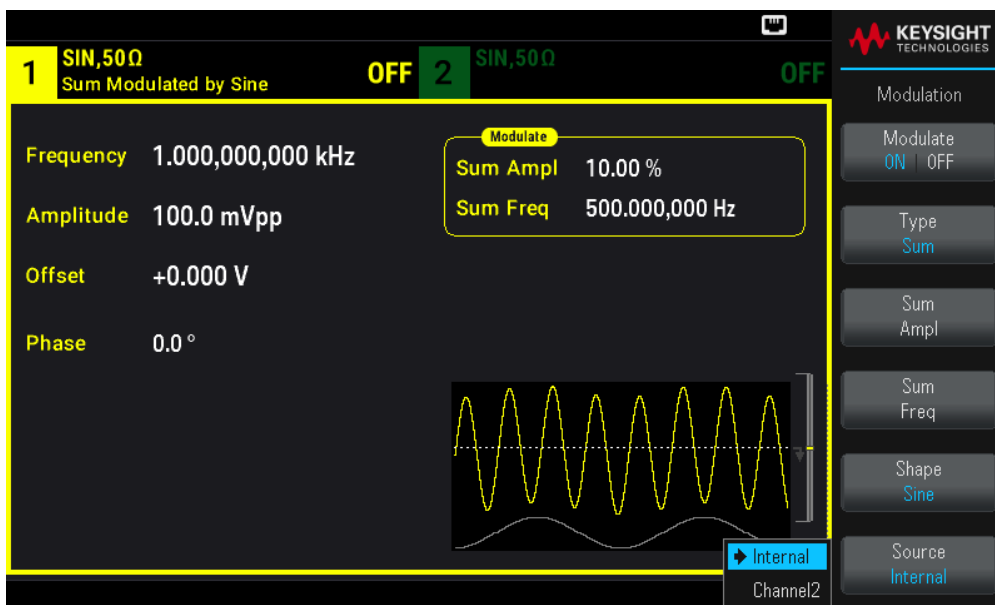 KEYSIGHT
TECHNOLOGIES
1 SIN,50Ω
Sum Modulated by Sine OFF
2 SIN,50Ω OFF
Frequency 1.000,000,000 kHz
Amplitude 100.0 mVpp
Offset +0.000 V
Phase 0.0 °
Modulate
Sum Ampl 10.00 %
Sum Freq 500.000,000 Hz
Internal
Channel2
Modulation
Modulate
ON | OFF
Type
Sum
Sum
Ampl
Sum
Freq
Shape
Sine
Source
Internal